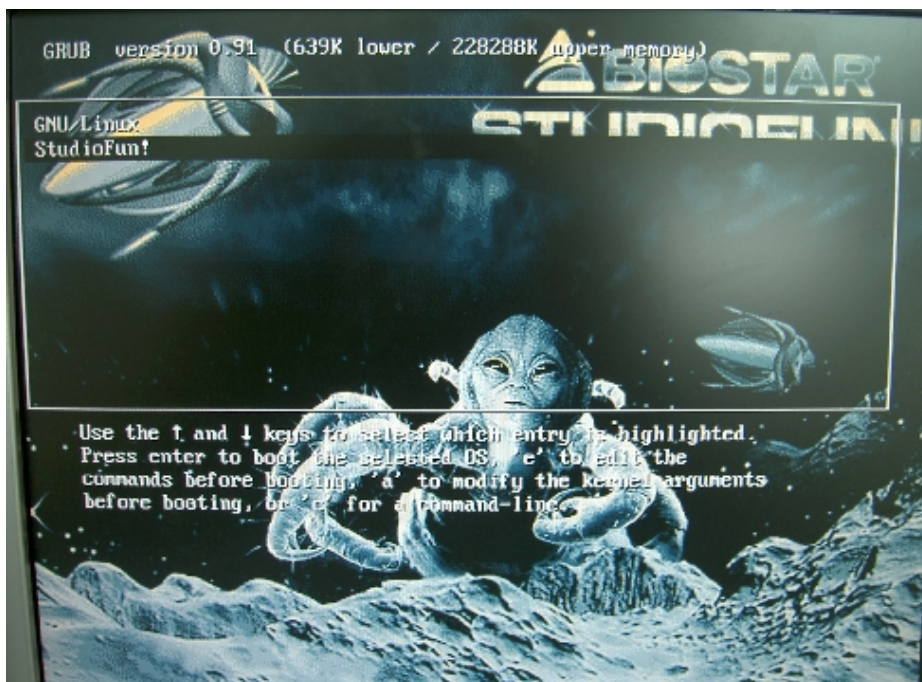 GRUB version 0.91 (639K lower / 228288K upper memory)
BIOSTAR
STUDIOFUN!
GNU/Linux
StudioFun!
Use the ↑ and ↓ keys to select which entry is highlighted.
Press enter to boot the selested OS, 'e' to edit the
commands before booting, 'a' to modify the kernel arguments
before booting, or 'c' for a command-line.